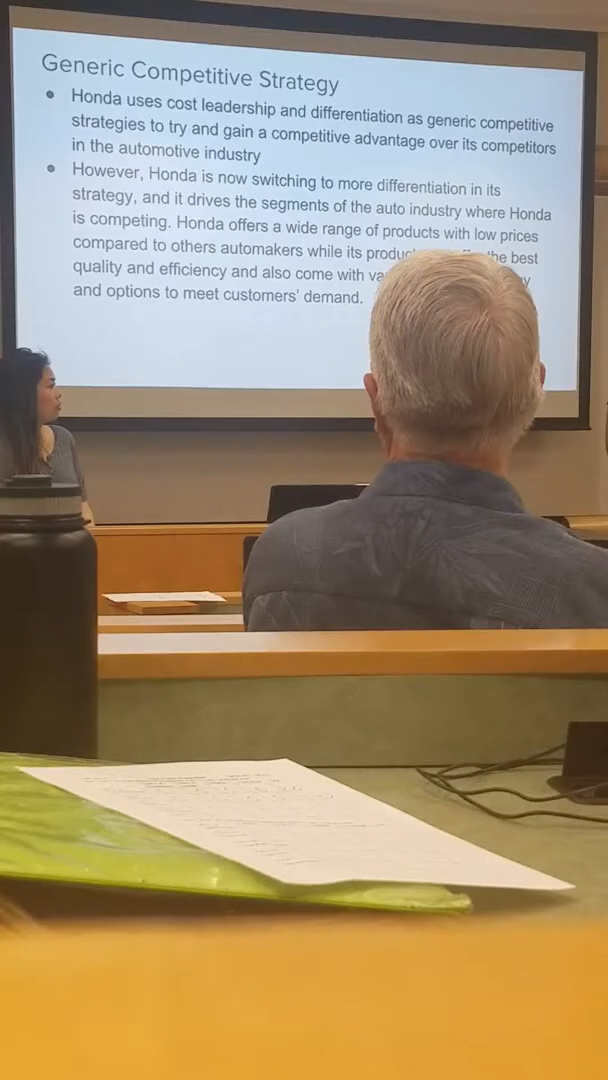 Generic Competitive Strategy
● Honda uses cost leadership and differentiation as generic competitive
strategies to try and gain a competitive advantage over its competitors
in the automotive industry
● However, Honda is now switching to more differentiation in its
strategy, and it drives the segments of the auto industry where Honda
is competing. Honda offers a wide range of products with low prices
compared to others automakers while its the best
quality and efficiency and also come with
and options to meet customers' demand.